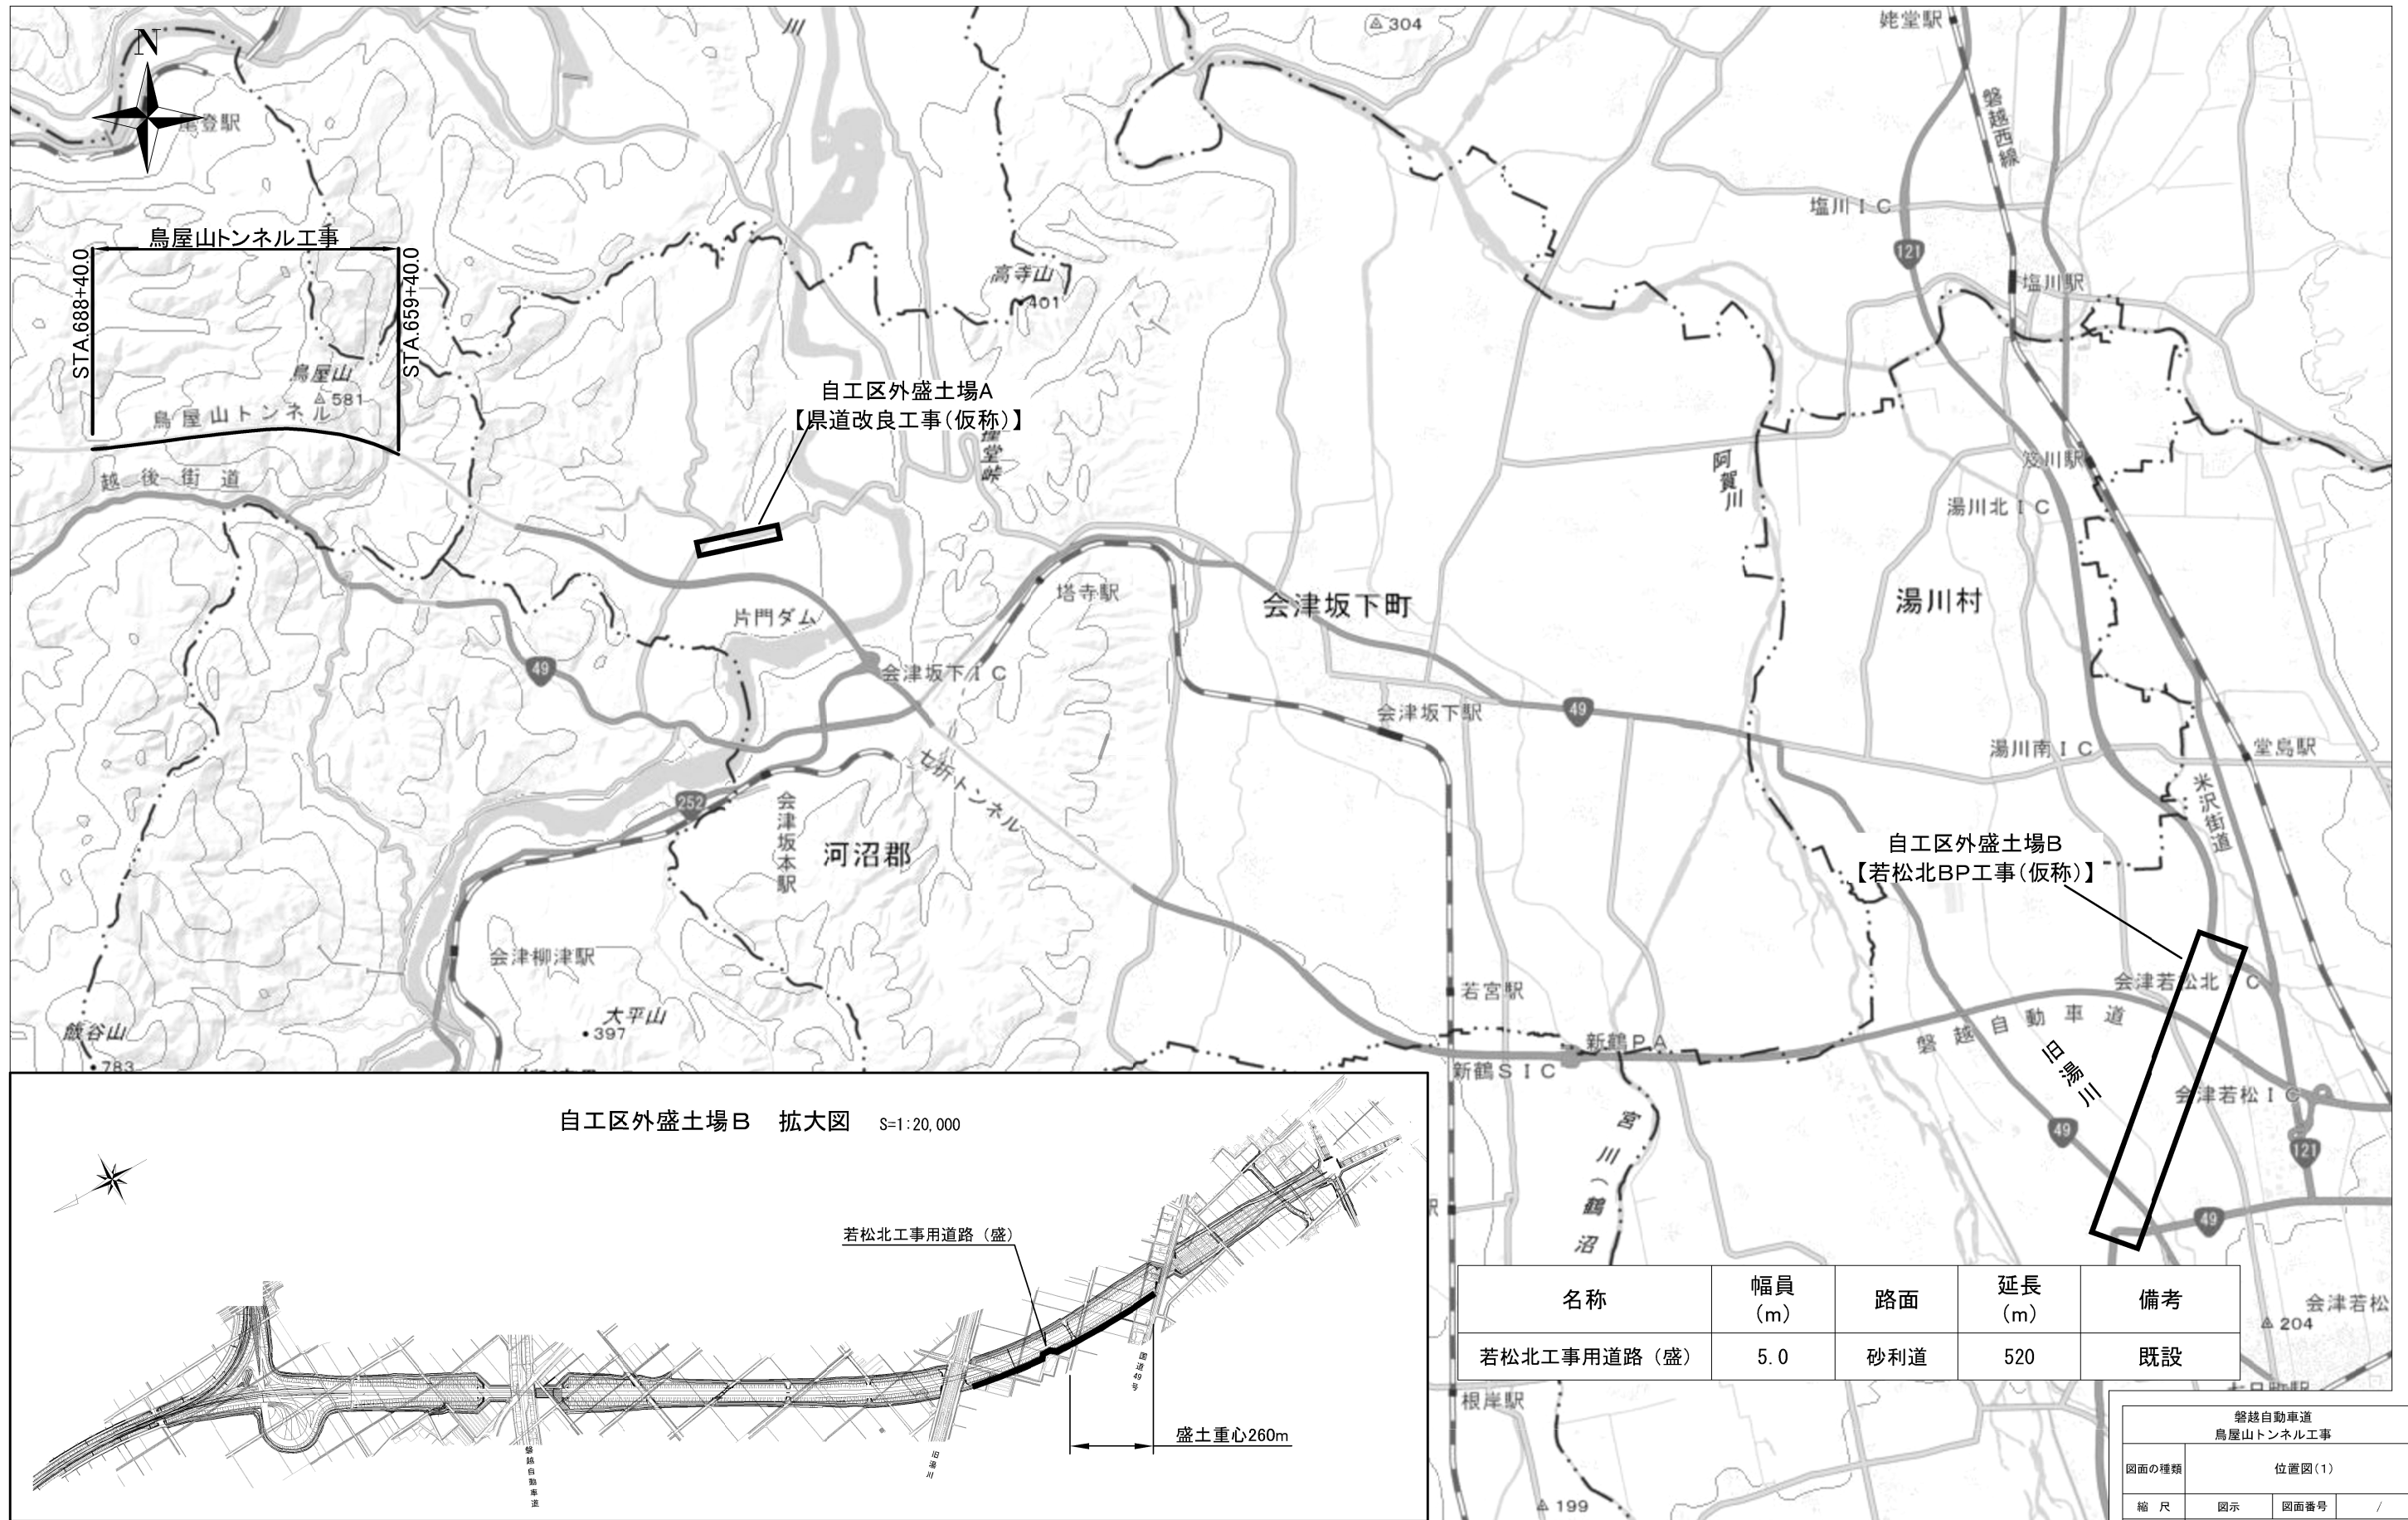 N
鳥屋山トンネル工事
STA.688+40.0
STA.659+40.0
鳥屋山
581
鳥屋山トンネル
越後街道
304
姥堂駅
磐越西線
塩川IC
121
塩川駅
高寺山
401
自工区外盛土場A
【県道改良工事(仮称)】
阿賀川
笈川駅
湯川北IC
塔寺駅
会津坂下町
湯川村
片門ダム
49
会津坂下IC
会津坂下駅
49
湯川南IC
堂島駅
米沢街道
七折トンネル
252
会津坂本駅
河沼郡
自工区外盛土場B
【若松北BP工事(仮称)】
会津柳津駅
大平山
397
飯谷山
783
若宮駅
新鶴PA
新鶴SIC
会津若松北IC
磐越自動車道
旧湯川
会津若松IC
49
121
49
宮川(鶴沼
自工区外盛土場B 拡大図 S=1:20,000
若松北工事用道路(盛)
国道49号
盛土重心260m
旧湯川
磐越自動車道
名称 幅員(m) 路面 延長(m) 備考
若松北工事用道路(盛) 5.0 砂利道 520 既設
会津若松
204
根岸駅
199
磐越自動車道
鳥屋山トンネル工事
図面の種類 位置図(1)
縮 尺 図示 図面番号 /